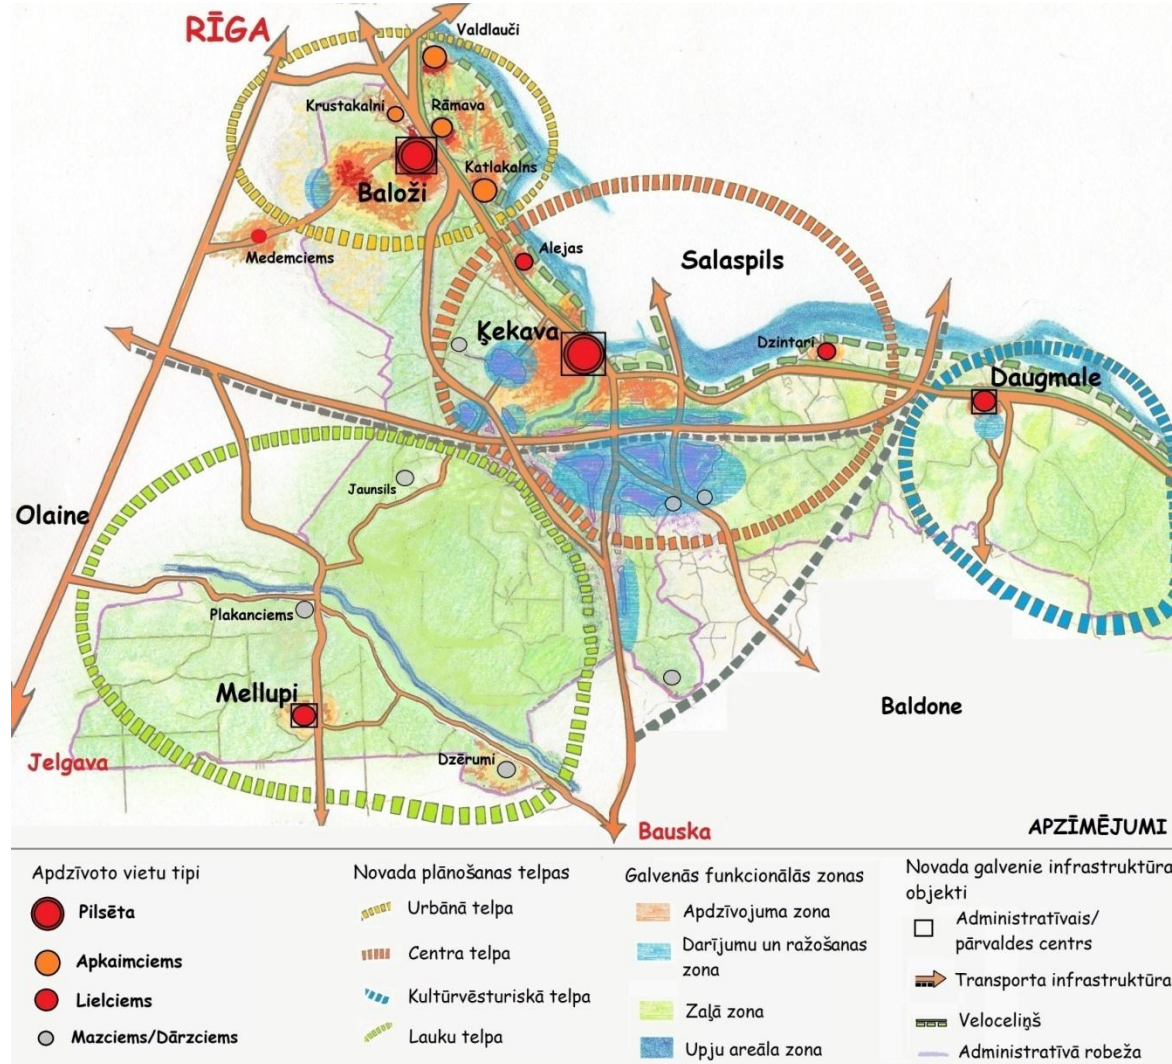 RĪGA
Valdlauči
Krustakalni
Rāmava
Katlakalns
Baloži
Medemciems
Alejas
Salaspils
Ķekava
Dzintari
Daugmale
Jaunsils
Olaine
Plakanciems
Mellupi
Baldone
Jelgava
Dzērumi
Bauska
APZĪMĒJUMI
Apdzīvoto vietu tipi
Pilsēta
Apkaimciems
Lielciems
Mazciems/Dārzciems
Novada plānošanas telpas
Urbānā telpa
Centra telpa
Kultūrvēsturiskā telpa
Lauku telpa
Galvenās funkcionālās zonas
Apdzīvojuma zona
Darījumu un ražošanas
zona
Zaļā zona
Upju areāla zona
Novada galvenie infrastruktūra
objekti
Administratīvais/
pārvaldes centrs
Transporta infrastruktūra
Veloceliņš
Administratīvā robeža